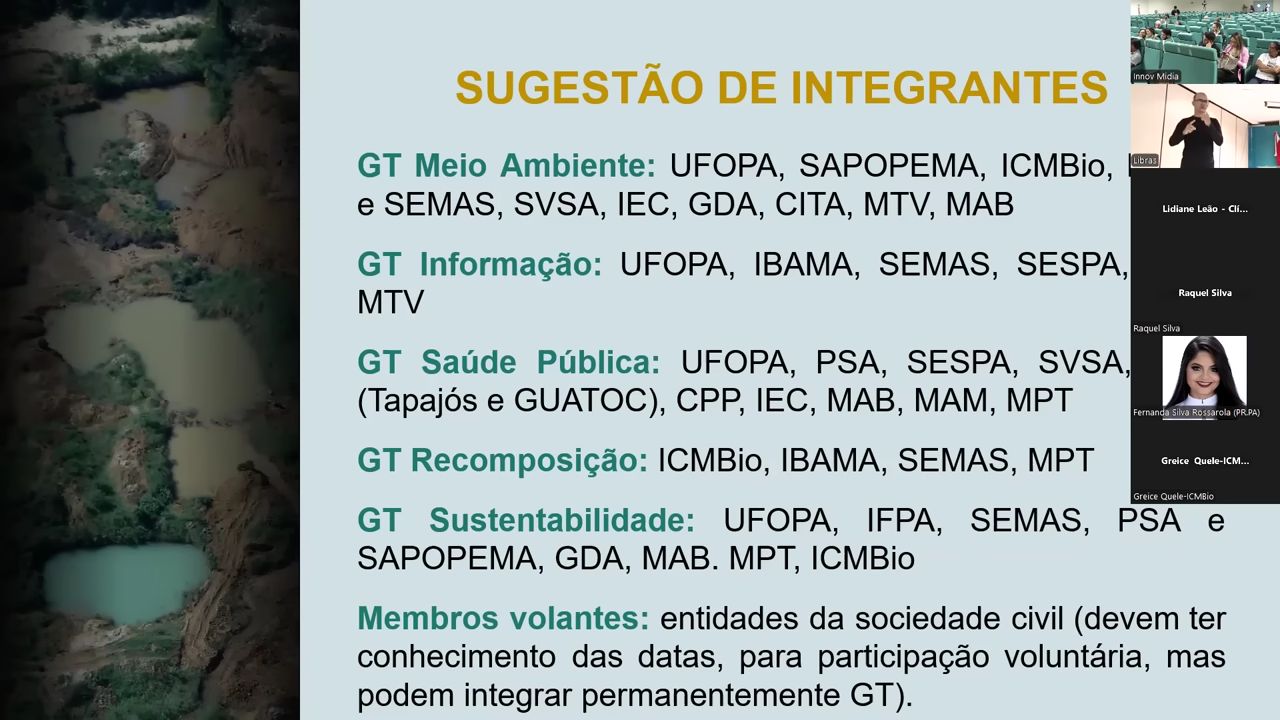 SUGESTÃO DE INTEGRANTES
GT Meio Ambiente: UFOPA, SAPOPEMA, ICMBio,
e SEMAS, SVSA, IEC, GDA, CITA, MTV, MAB
GT Informação: UFOPA, IBAMA, SEMAS, SESPA,
MTV
GT Saúde Pública: UFOPA, PSA, SESPA, SVSA,
(Tapajós e GUATOC), CPP, IEC, MAB, MAM, MPT
GT Recomposição: ICMBio, IBAMA, SEMAS, MPT
GT Sustentabilidade: UFOPA, IFPA, SEMAS, PSA e
SAPOPEMA, GDA, MAB. MPT, ICMBio
Membros volantes: entidades da sociedade civil (devem ter
conhecimento das datas, para participação voluntária, mas
podem integrar permanentemente GT).
Innov Midia
Libras
Lidiane Leão - Clí...
Raquel Silva
Raquel Silva
Fernanda Silva Rossarola (PR.PA)
Greice Quele-ICM...
Greice Quele-ICMBio